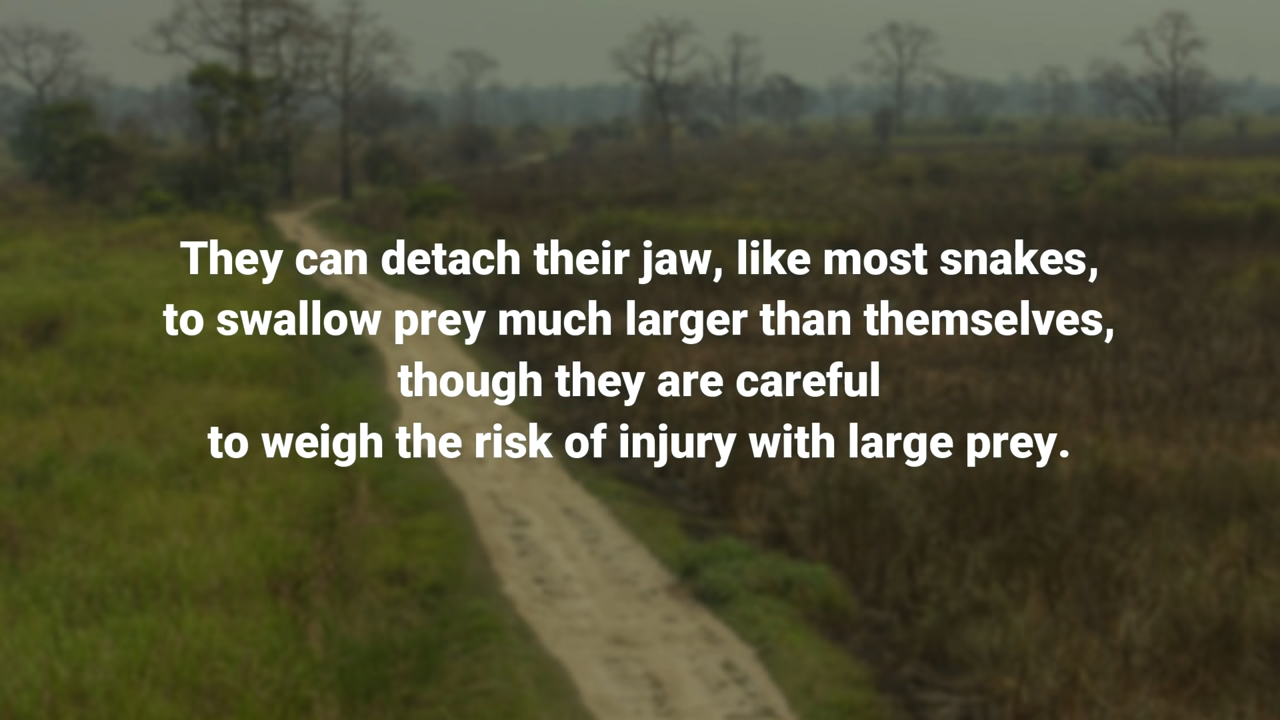 They can detach their jaw, like most snakes,
to swallow prey much larger than themselves,
though they are careful
to weigh the risk of injury with large prey.